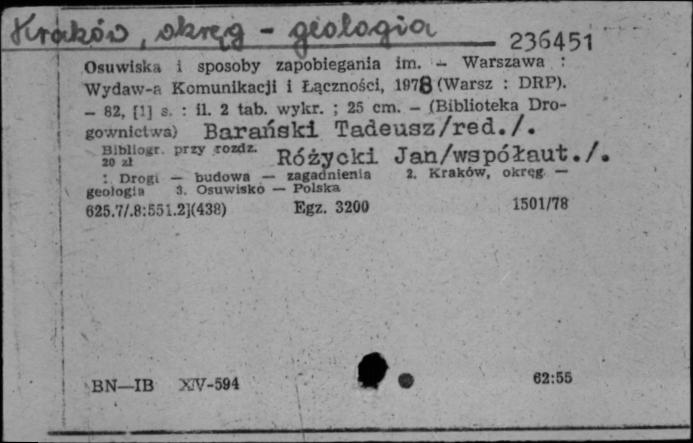 Kraków, okręg - geologia
236451
Osuwiska i sposoby zapobiegania im. – Warszawa :
Wydaw-a Komunikacji i Łączności, 1978 (Warsz : DRP).
– 82, [1] s. : il. 2 tab. wykr. ; 25 cm. – (Biblioteka Dro-
gownictwa) Barański Tadeusz/red./.
Bibliogr. przy rozdz.
20 zł Różycki Jan/współaut./.
1. Drogi — budowa — zagadnienia 2. Kraków, okręg —
geologia 3. Osuwisko — Polska
625.7/.8:551.2](438) Egz. 3200 1501/78
BN—IB XIV-594 62:55